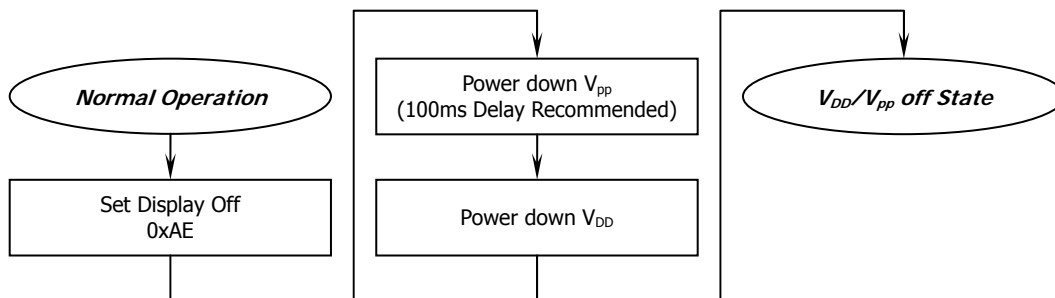 Normal Operation
Set Display Off
0xAE
Power down Vpp
(100ms Delay Recommended)
Power down VDD
VDD/Vpp off State